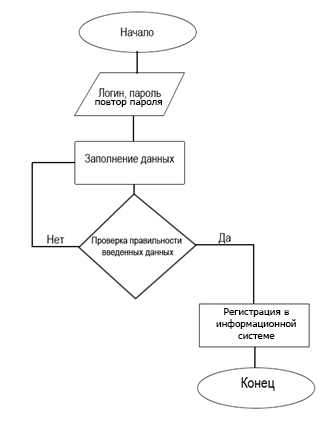 Начало
Логин, пароль
повтор пароля
Заполнение данных
Нет
Проверка правильности
введенных данных
Да
Регистрация в
информационной
системе
Конец